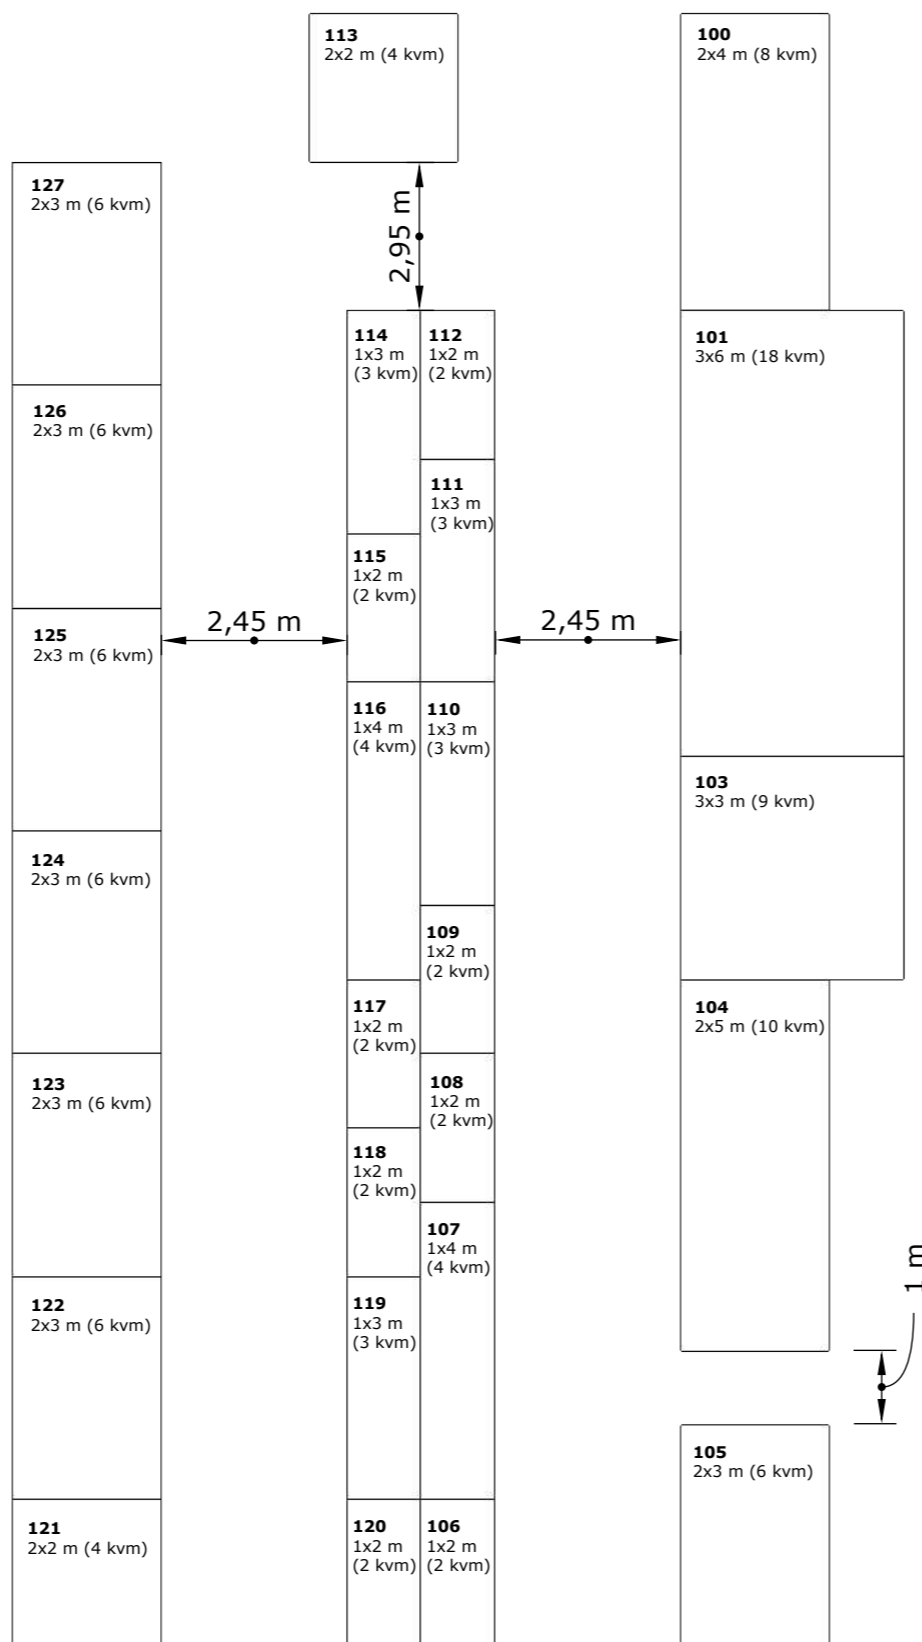 113
2x2 m (4 kvm)
100
2x4 m (8 kvm)
127
2x3 m (6 kvm)
2,95 m
114
1x3 m
(3 kvm)
112
1x2 m
(2 kvm)
101
3x6 m (18 kvm)
126
2x3 m (6 kvm)
111
1x3 m
(3 kvm)
115
1x2 m
(2 kvm)
125
2x3 m (6 kvm)
2,45 m
2,45 m
116
1x4 m
(4 kvm)
110
1x3 m
(3 kvm)
103
3x3 m (9 kvm)
124
2x3 m (6 kvm)
109
1x2 m
(2 kvm)
117
1x2 m
(2 kvm)
104
2x5 m (10 kvm)
123
2x3 m (6 kvm)
108
1x2 m
(2 kvm)
118
1x2 m
(2 kvm)
107
1x4 m
(4 kvm)
1 m
122
2x3 m (6 kvm)
119
1x3 m
(3 kvm)
105
2x3 m (6 kvm)
121
2x2 m (4 kvm)
120
1x2 m
(2 kvm)
106
1x2 m
(2 kvm)